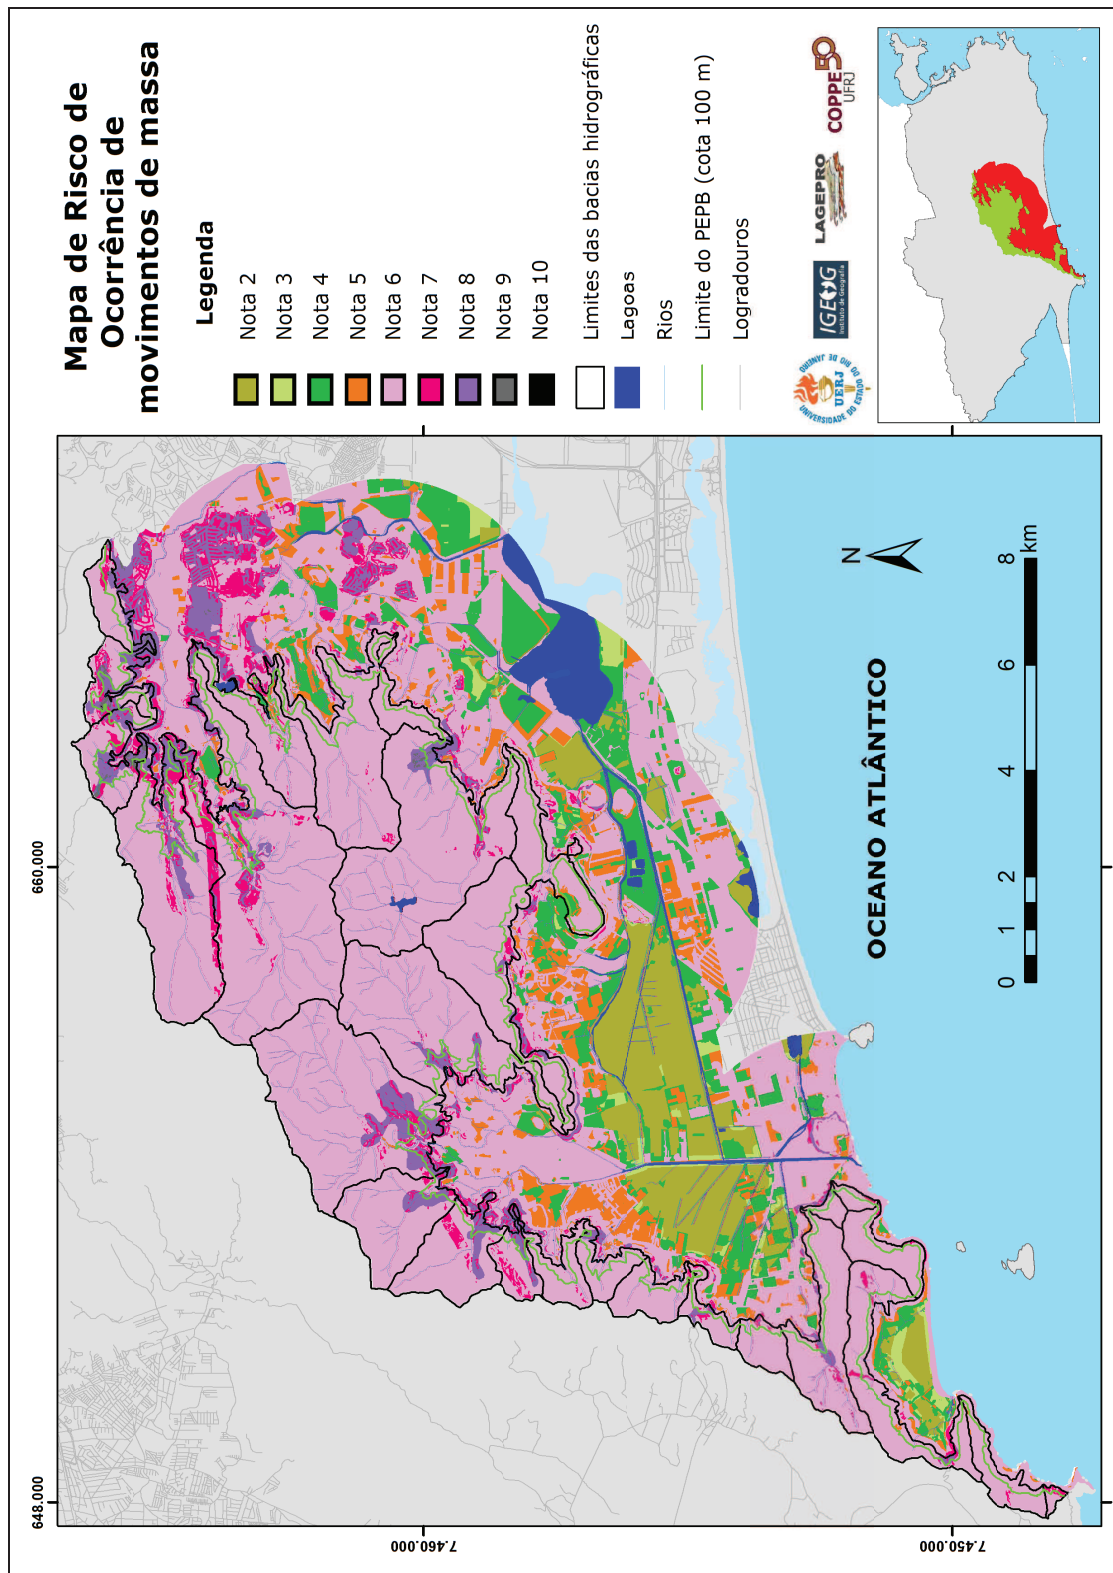 Mapa de Risco de
Ocorrência de
movimentos de massa
Legenda
Nota 2
Nota 3
Nota 4
Nota 5
Nota 6
Nota 7
Nota 8
Nota 9
Nota 10
Limites das bacias hidrográficas
Lagoas
Rios
Limite do PEPB (cota 100 m)
Logradouros
UNIVERSIDADE DO ESTADO DO RIO DE JANEIRO
UERJ
IGEOG
Instituto de Geografia
LAGEPRO
COPPE 50
UFRJ
648.000
660.000
7.460.000
7.450.000
N
OCEANO ATLÂNTICO
0 1 2 4 6 8
km